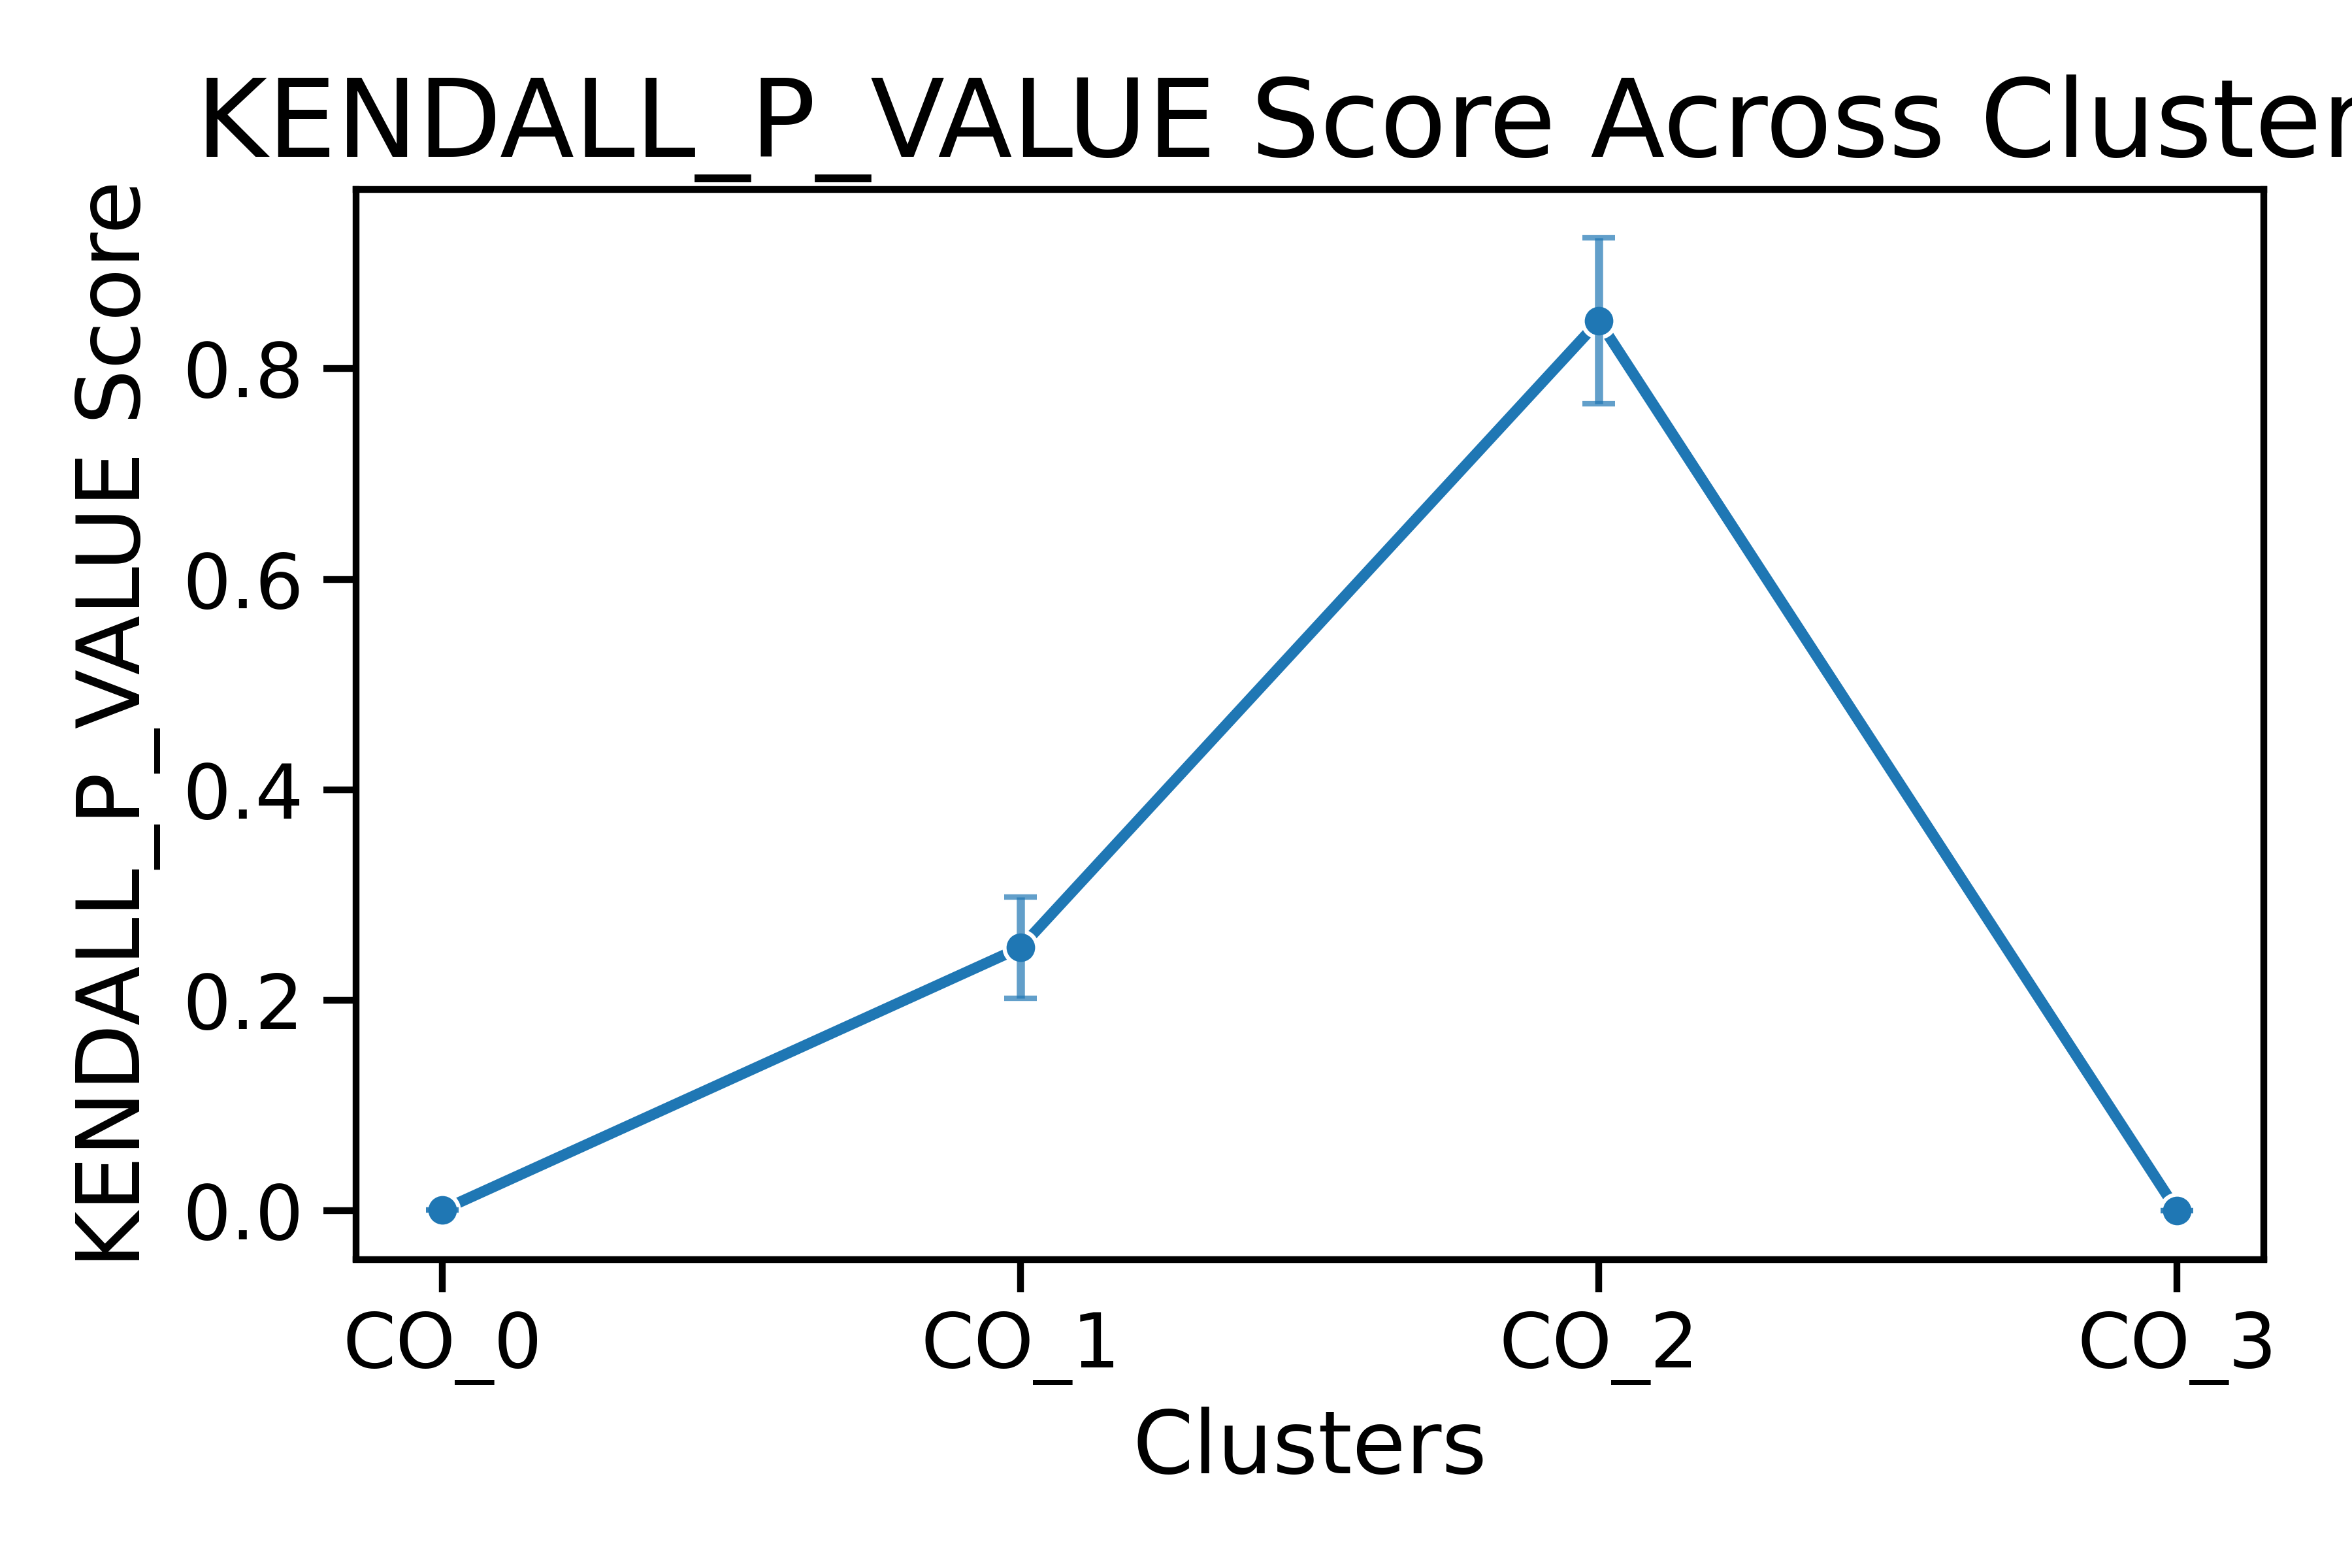 KENDALL_P_VALUE Score Across Cluster
KENDALL_P_VALUE Score
0.8
0.6
0.4
0.2
0.0
CO_0 CO_1 CO_2 CO_3
Clusters